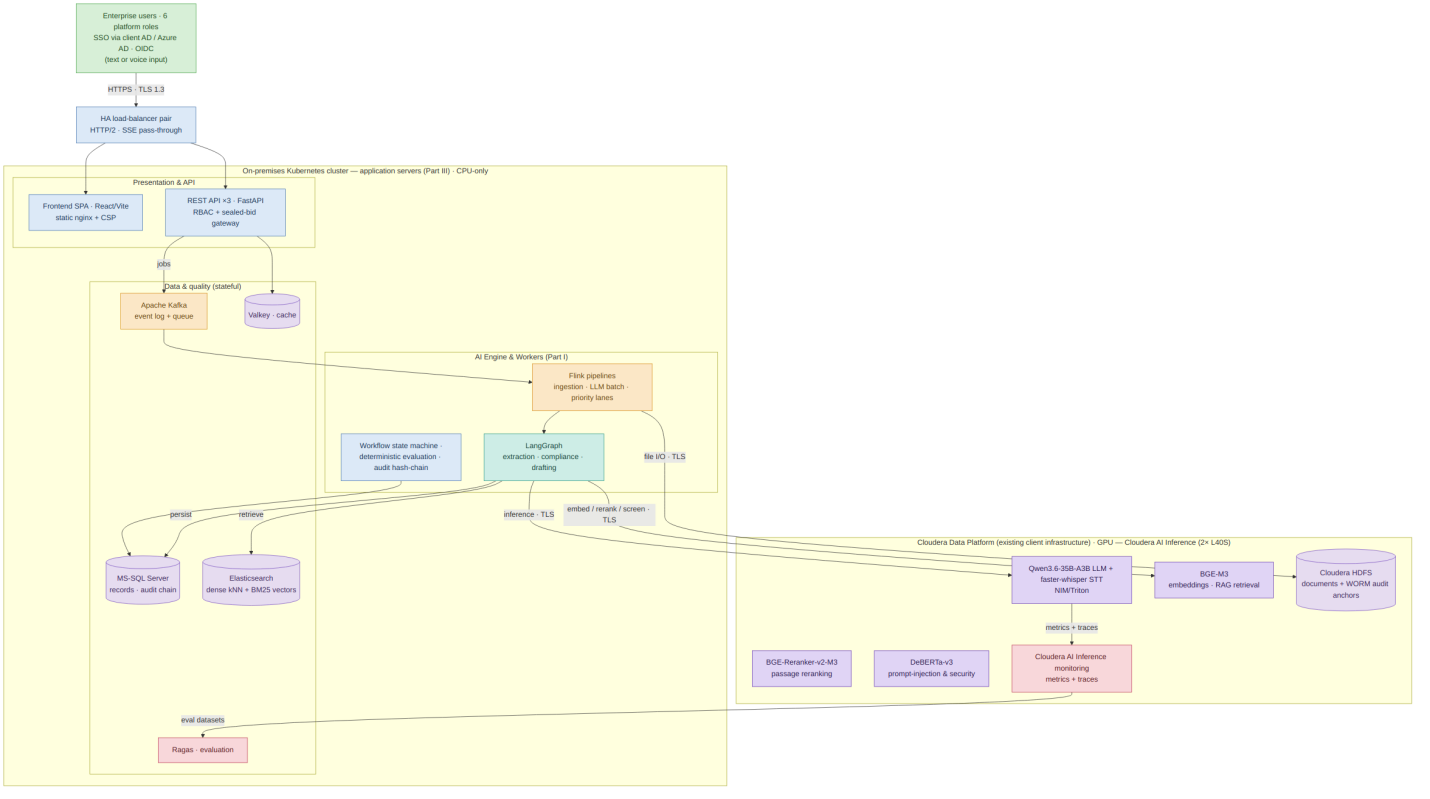 Enterprise users · 6
platform roles
SSO via client AD / Azure
AD · OIDC
(text or voice input)
HTTPS · TLS 1.3
HA load-balancer pair
HTTP/2 · SSE pass-through
On-premises Kubernetes cluster — application servers (Part III) · CPU-only
Presentation & API
Frontend SPA · React/Vite
static nginx + CSP
REST API ×3 · FastAPI
RBAC + sealed-bid
gateway
jobs
Data & quality (stateful)
Apache Kafka
event log + queue
Valkey · cache
AI Engine & Workers (Part I)
Flink pipelines
ingestion · LLM batch ·
priority lanes
Workflow state machine ·
deterministic evaluation ·
audit hash-chain
LangGraph
extraction · compliance ·
drafting
file I/O · TLS
persist
retrieve
inference · TLS
embed / rerank / screen ·
TLS
MS-SQL Server
records · audit chain
Elasticsearch
dense kNN + BM25 vectors
Cloudera Data Platform (existing client infrastructure) · GPU — Cloudera AI Inference (2× L40S)
Qwen3.6-35B-A3B LLM +
faster-whisper STT
NIM/Triton
BGE-M3
embeddings · RAG retrieval
Cloudera HDFS
documents + WORM audit
anchors
metrics + traces
BGE-Reranker-v2-M3
passage reranking
DeBERTa-v3
prompt-injection & security
Cloudera AI Inference
monitoring
metrics + traces
eval datasets
Ragas · evaluation